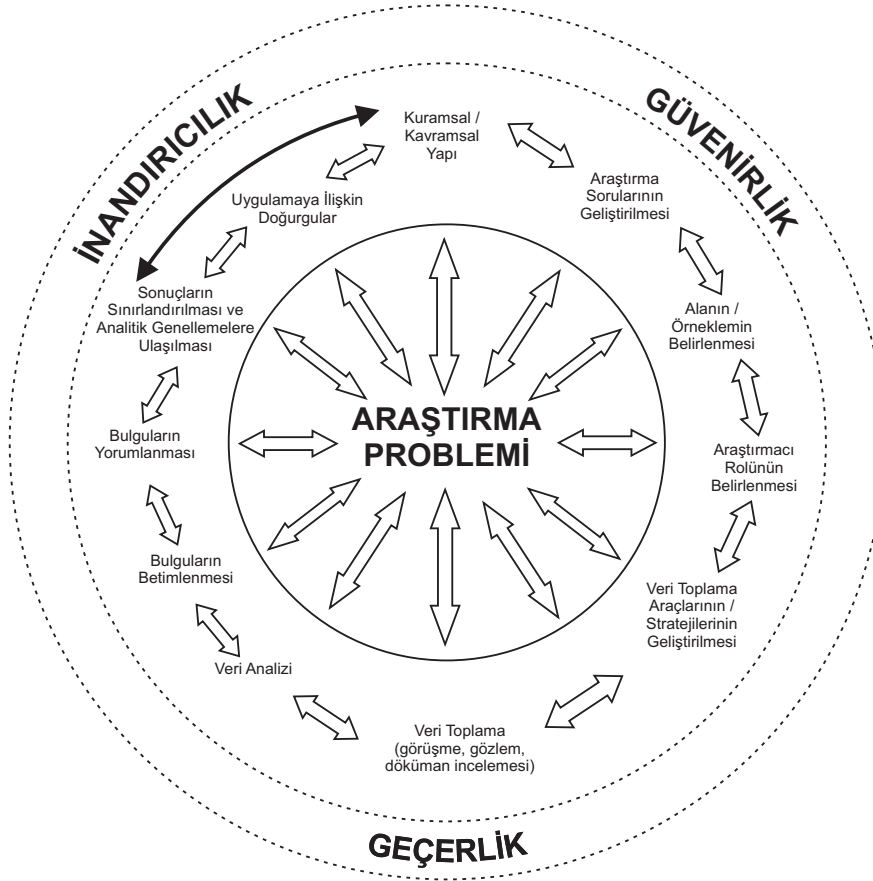 İNANDIRICILIK
GÜVENİRLİK
Kuramsal /
Kavramsal
Yapı
Araştırma
Sorularının
Geliştirilmesi
Alanın /
Örneklemin
Belirlenmesi
Araştırmacı
Rolünün
Belirlenmesi
Veri Toplama
Araçlarının /
Stratejilerinin
Geliştirilmesi
Veri Toplama
(görüşme, gözlem,
döküman incelemesi)
Veri Analizi
Bulguların
Betimlenmesi
Bulguların
Yorumlanması
Sonuçların
Sınırlandırılması ve
Analitik Genellemelere
Ulaşılması
Uygulamaya İlişkin
Doğurgular
ARAŞTIRMA
PROBLEMİ
GEÇERLİK